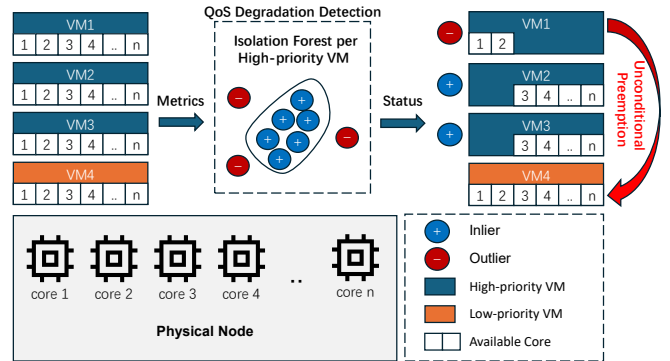 QoS Degradation Detection
VM1
1 2 3 4 .. n
VM2
1 2 3 4 .. n
VM3
1 2 3 4 .. n
VM4
1 2 3 4 .. n
Metrics
Isolation Forest per
High-priority VM
− + + + + + + − −
Status
− VM1
1 2
+ VM2
3 4 .. n
+ VM3
3 4 .. n
VM4
1 2 3 4 .. n
Unconditional
Preemption
core 1 core 2 core 3 core 4 .. core n
Physical Node
+ Inlier
− Outlier
High-priority VM
Low-priority VM
Available Core